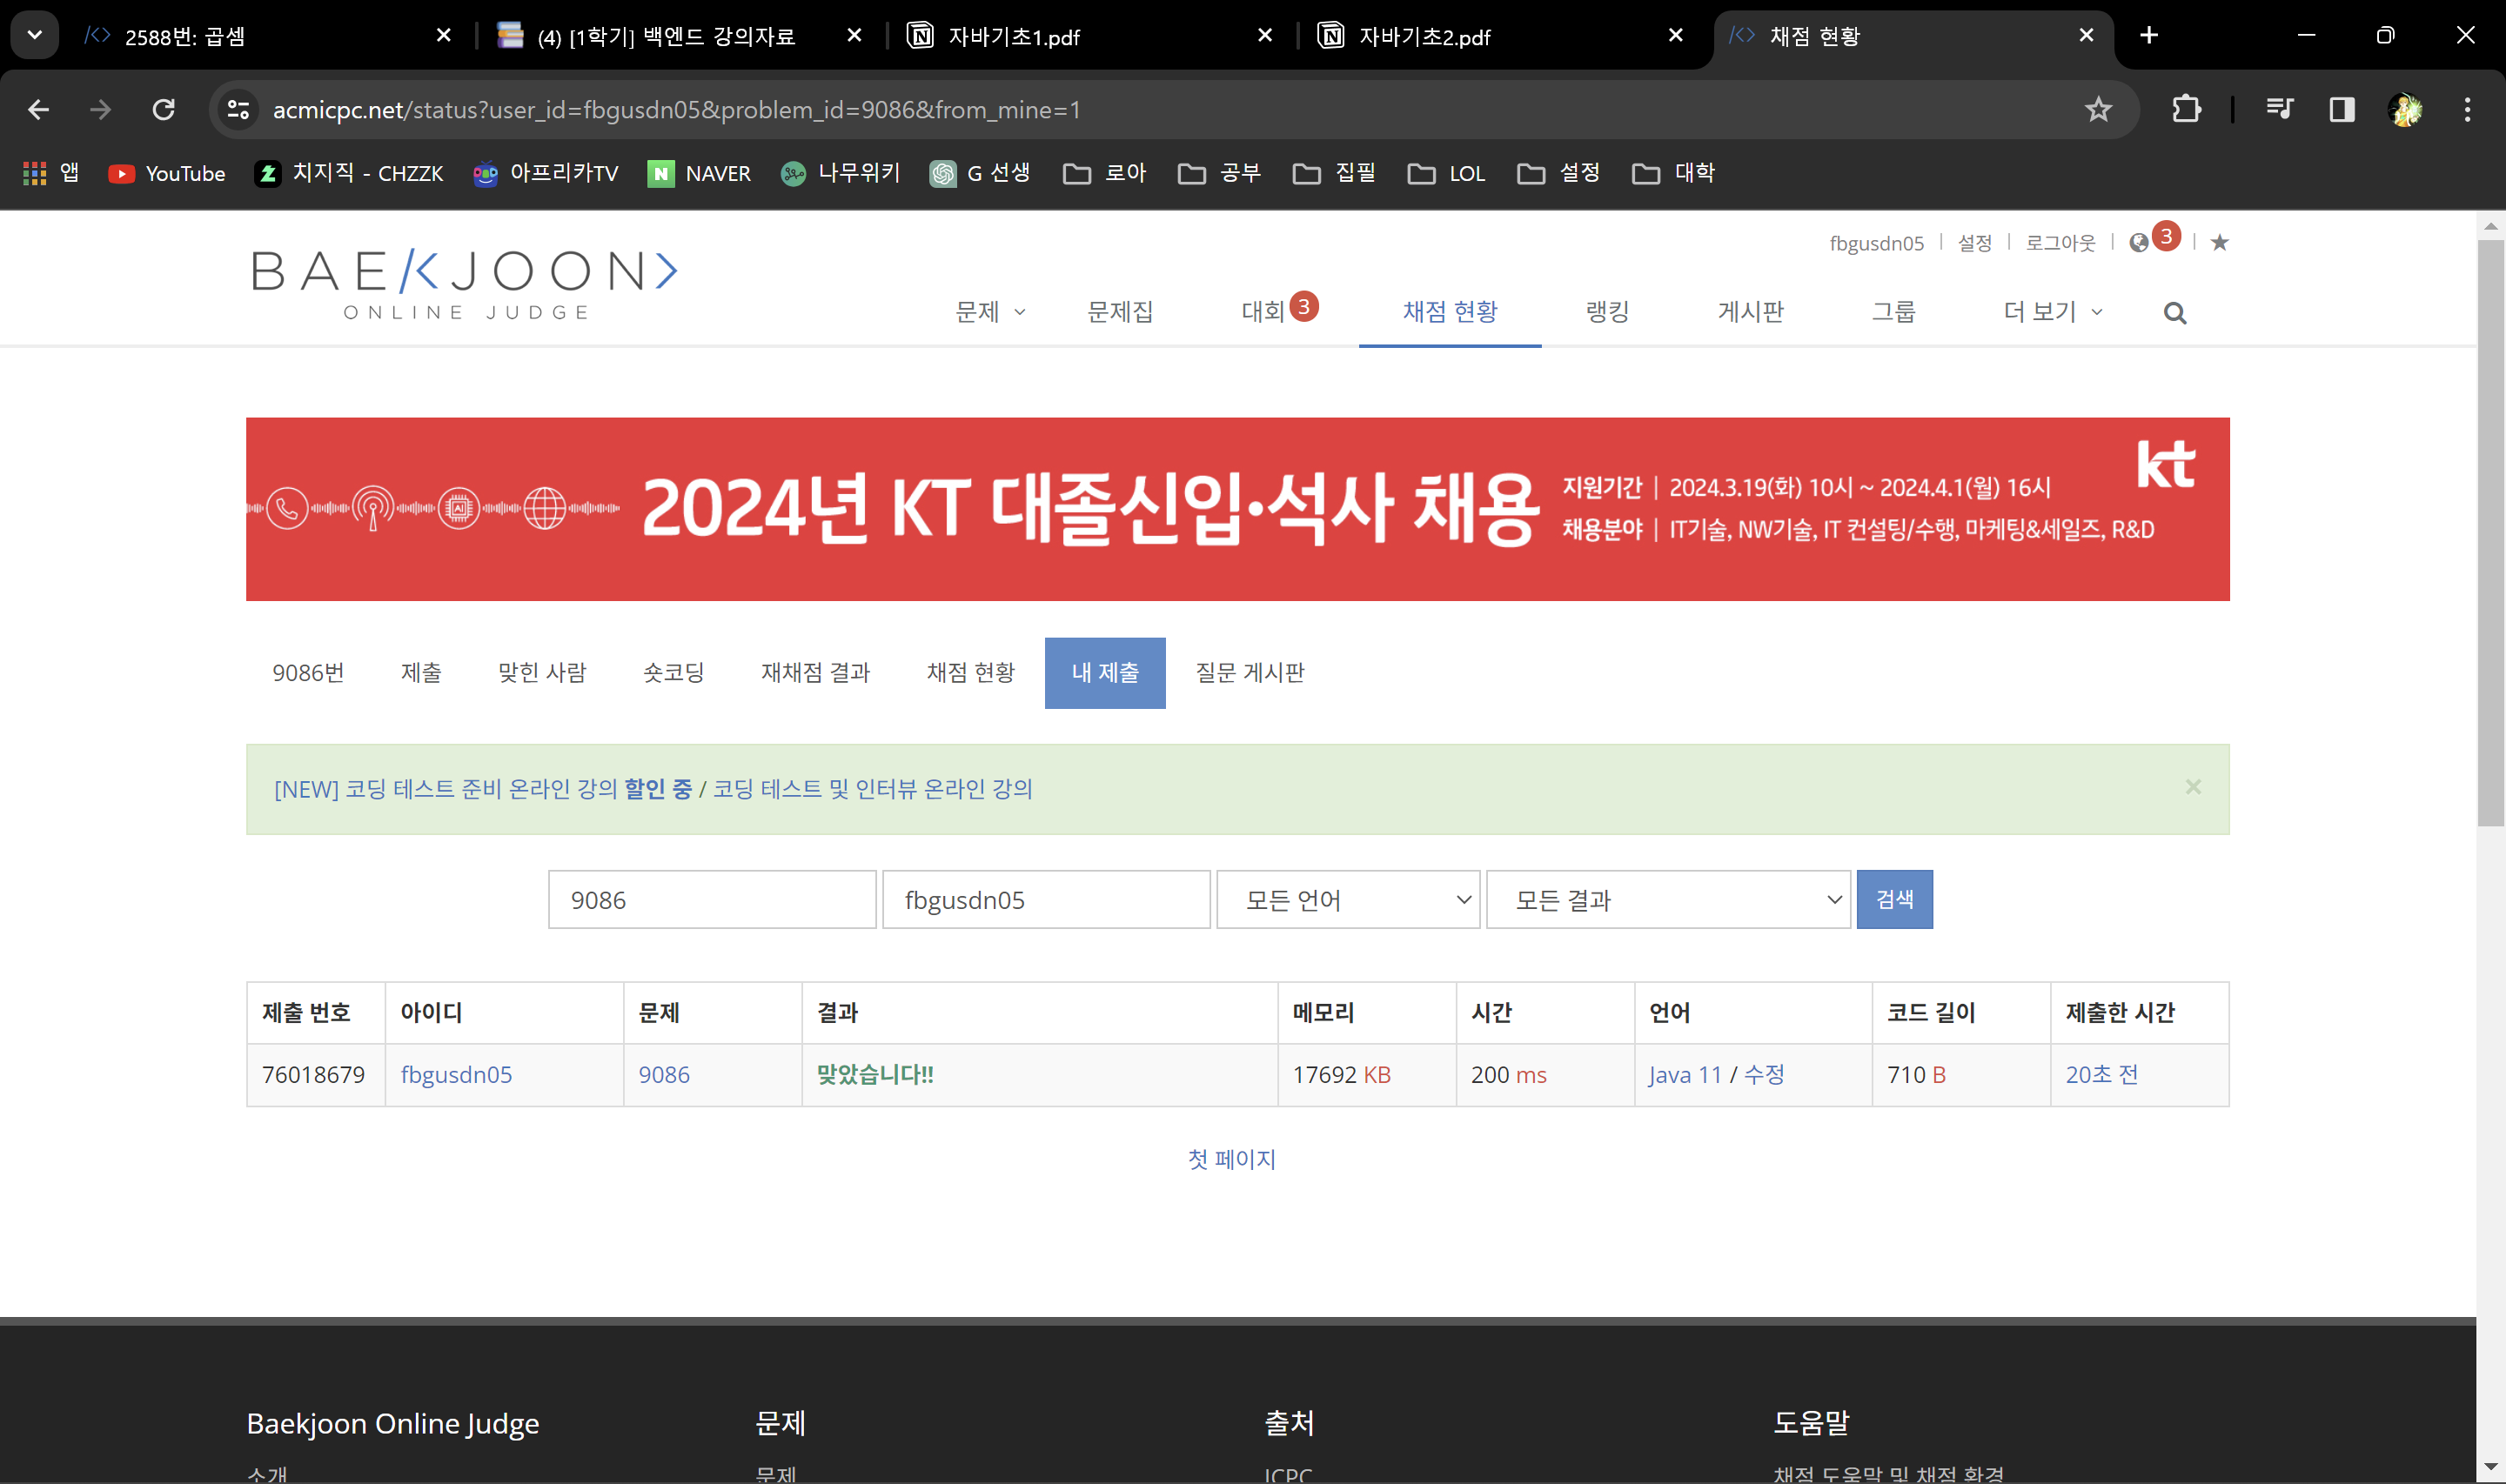 2588번: 곱셈
(4) [1학기] 백엔드 강의자료
자바기초1.pdf
자바기초2.pdf
채점 현황
acmicpc.net/status?user_id=fbgusdn05&problem_id=9086&from_mine=1
앱 YouTube 치지직 - CHZZK 아프리카TV NAVER 나무위키 G 선생 로아 공부 집필 LOL 설정 대학
fbgusdn05 설정 로그아웃 3
BAEKJOON
ONLINE JUDGE
문제 문제집 대회 3 채점 현황 랭킹 게시판 그룹 더 보기
AI
2024년 KT 대졸신입·석사 채용
지원기간 | 2024.3.19(화) 10시 ~ 2024.4.1(월) 16시
채용분야 | IT기술, NW기술, IT 컨설팅/수행, 마케팅&세일즈, R&D
kt
9086번 제출 맞힌 사람 숏코딩 재채점 결과 채점 현황 내 제출 질문 게시판
[NEW] 코딩 테스트 준비 온라인 강의 할인 중 / 코딩 테스트 및 인터뷰 온라인 강의
×
9086 fbgusdn05 모든 언어 모든 결과 검색
제출 번호 아이디 문제 결과 메모리 시간 언어 코드 길이 제출한 시간
76018679 fbgusdn05 9086 맞았습니다!! 17692 KB 200 ms Java 11 / 수정 710 B 20초 전
첫 페이지
Baekjoon Online Judge 문제 출처 도움말
소개 문제 ICPC 채점 도움말 및 채점 환경